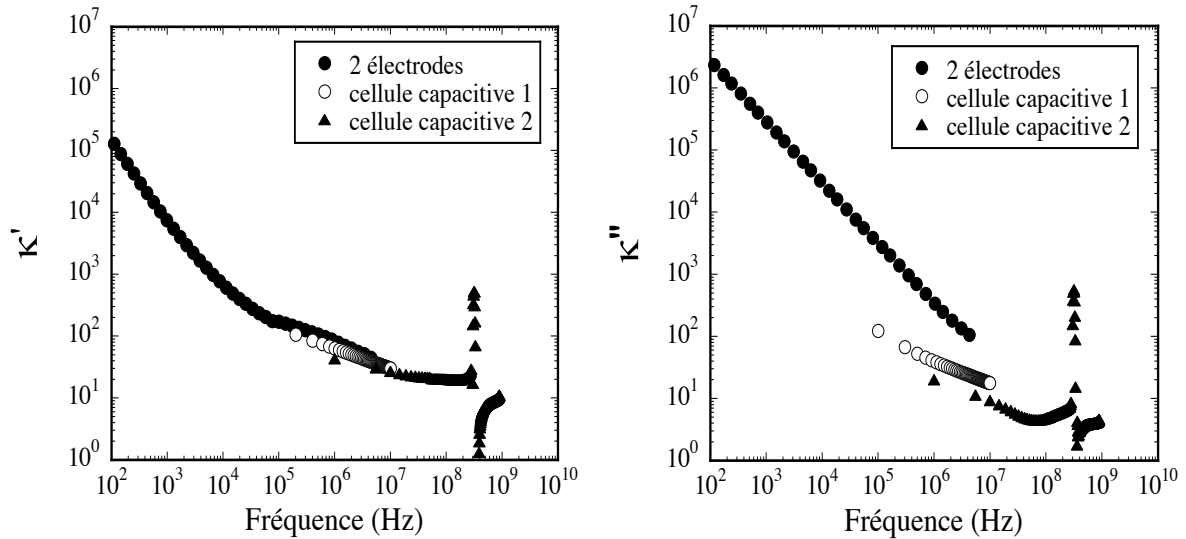 10^7
10^6
10^5
10^4
10^3
10^2
10^1
10^0
κ'
2 électrodes
cellule capacitive 1
cellule capacitive 2
10^2 10^3 10^4 10^5 10^6 10^7 10^8 10^9 10^10
Fréquence (Hz)
10^7
10^6
10^5
10^4
10^3
10^2
10^1
10^0
κ"
2 électrodes
cellule capacitive 1
cellule capacitive 2
10^2 10^3 10^4 10^5 10^6 10^7 10^8 10^9 10^10
Fréquence (Hz)